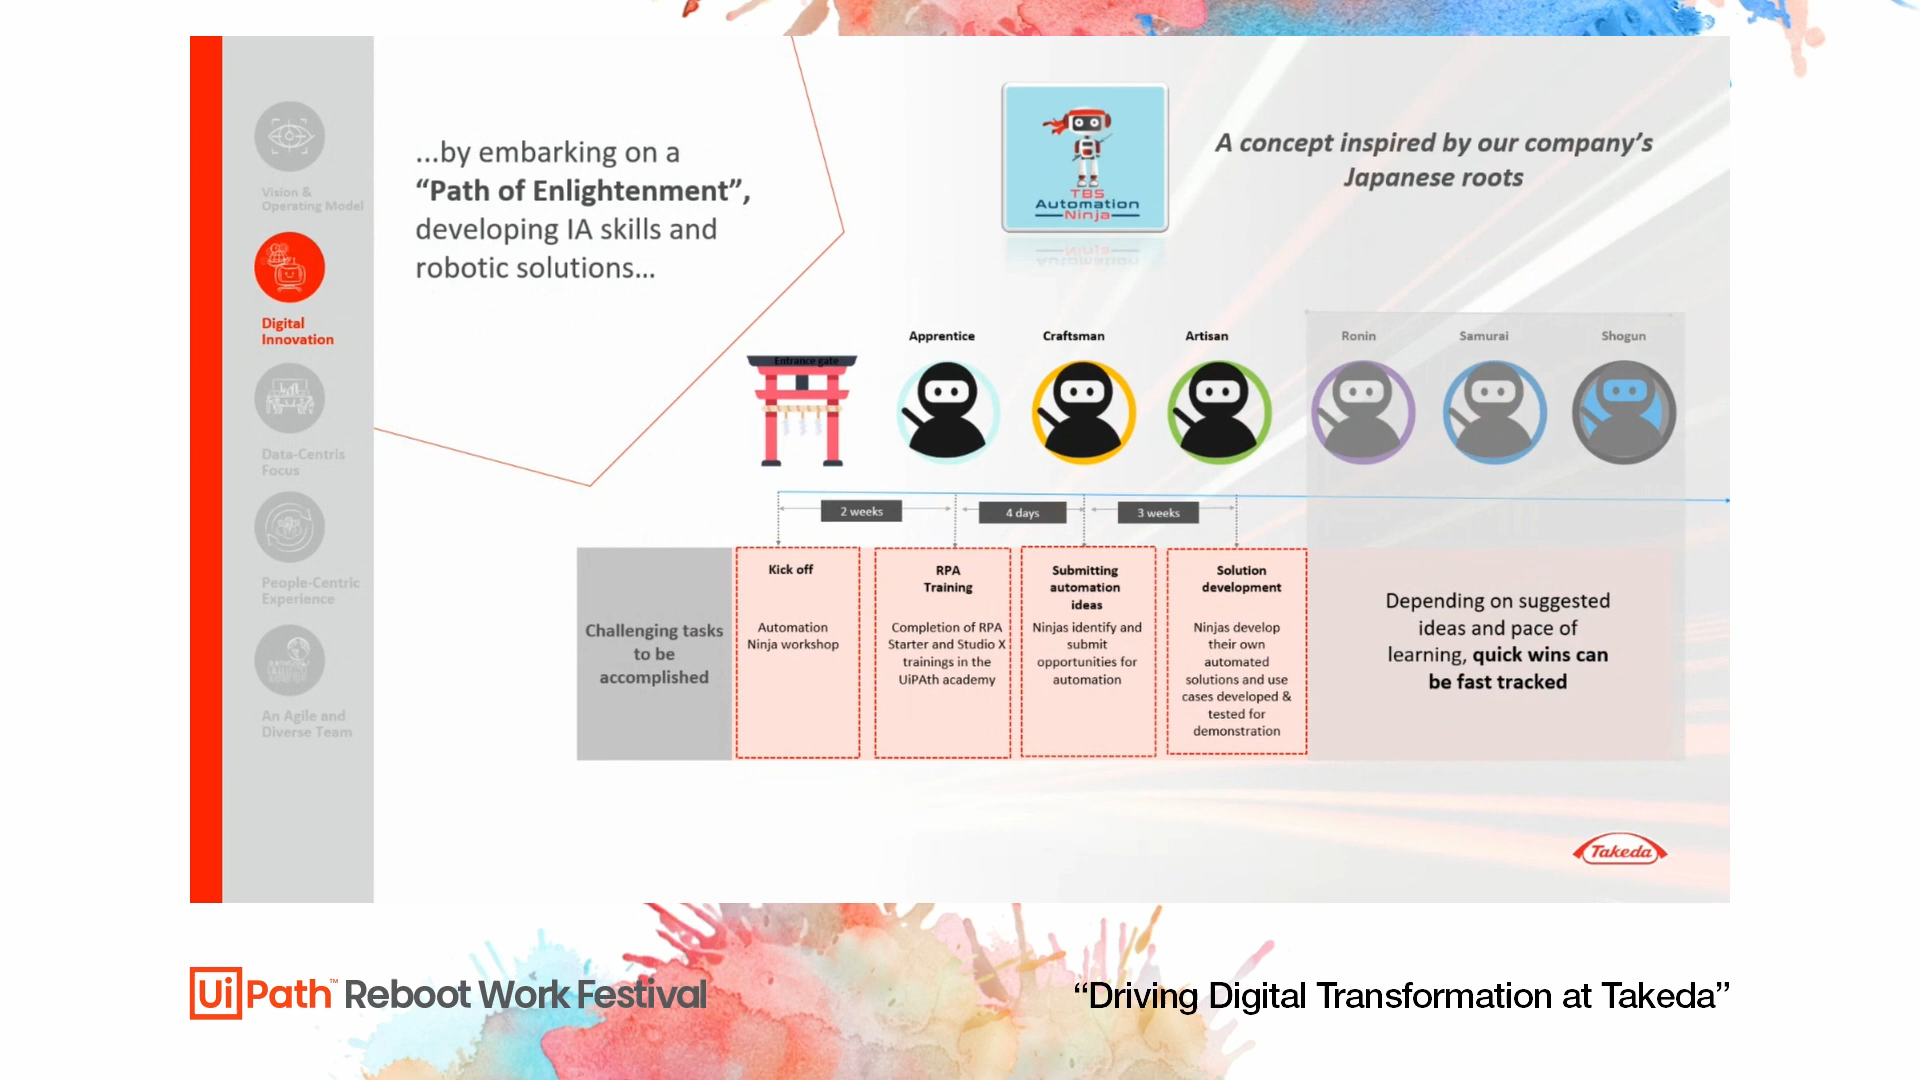 ...by embarking on a
“Path of Enlightenment”,
developing IA skills and
robotic solutions...
TBS
Automation
Ninja
A concept inspired by our company’s
Japanese roots
Vision &
Operating Model
Digital
Innovation
Data-Centris
Focus
People-Centric
Experience
An Agile and
Diverse Team
Entrance gate
Apprentice
Craftsman
Artisan
Ronin
Samurai
Shogun
2 weeks
4 days
3 weeks
Challenging tasks
to be
accomplished
Kick off
Automation
Ninja workshop
RPA
Training
Completion of RPA
Starter and Studio X
trainings in the
UiPAth academy
Submitting
automation
ideas
Ninjas identify and
submit
opportunities for
automation
Solution
development
Ninjas develop
their own
automated
solutions and use
cases developed &
tested for
demonstration
Depending on suggested
ideas and pace of
learning, quick wins can
be fast tracked
Takeda
UiPath™ Reboot Work Festival
“Driving Digital Transformation at Takeda”